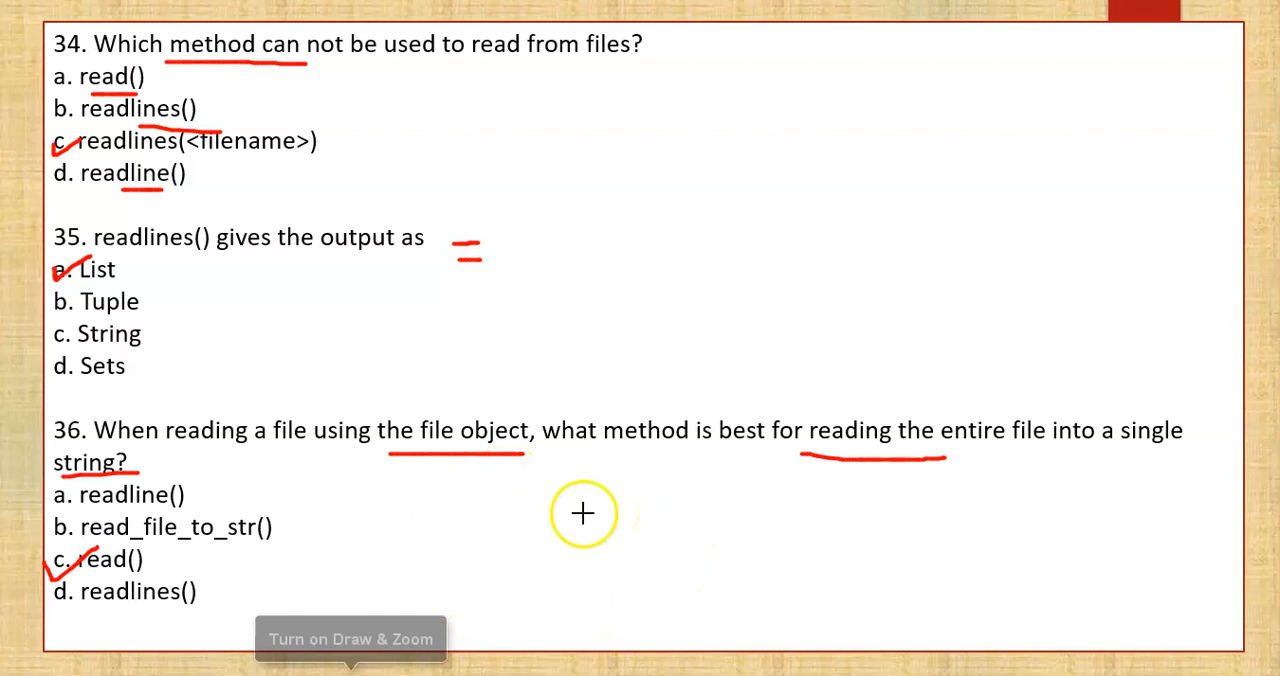 34. Which method can not be used to read from files?
a. read()
b. readlines()
c. readlines(<filename>)
d. readline()
35. readlines() gives the output as
a. List
b. Tuple
c. String
d. Sets
36. When reading a file using the file object, what method is best for reading the entire file into a single
string?
a. readline()
b. read_file_to_str()
c. read()
d. readlines()
Turn on Draw & Zoom